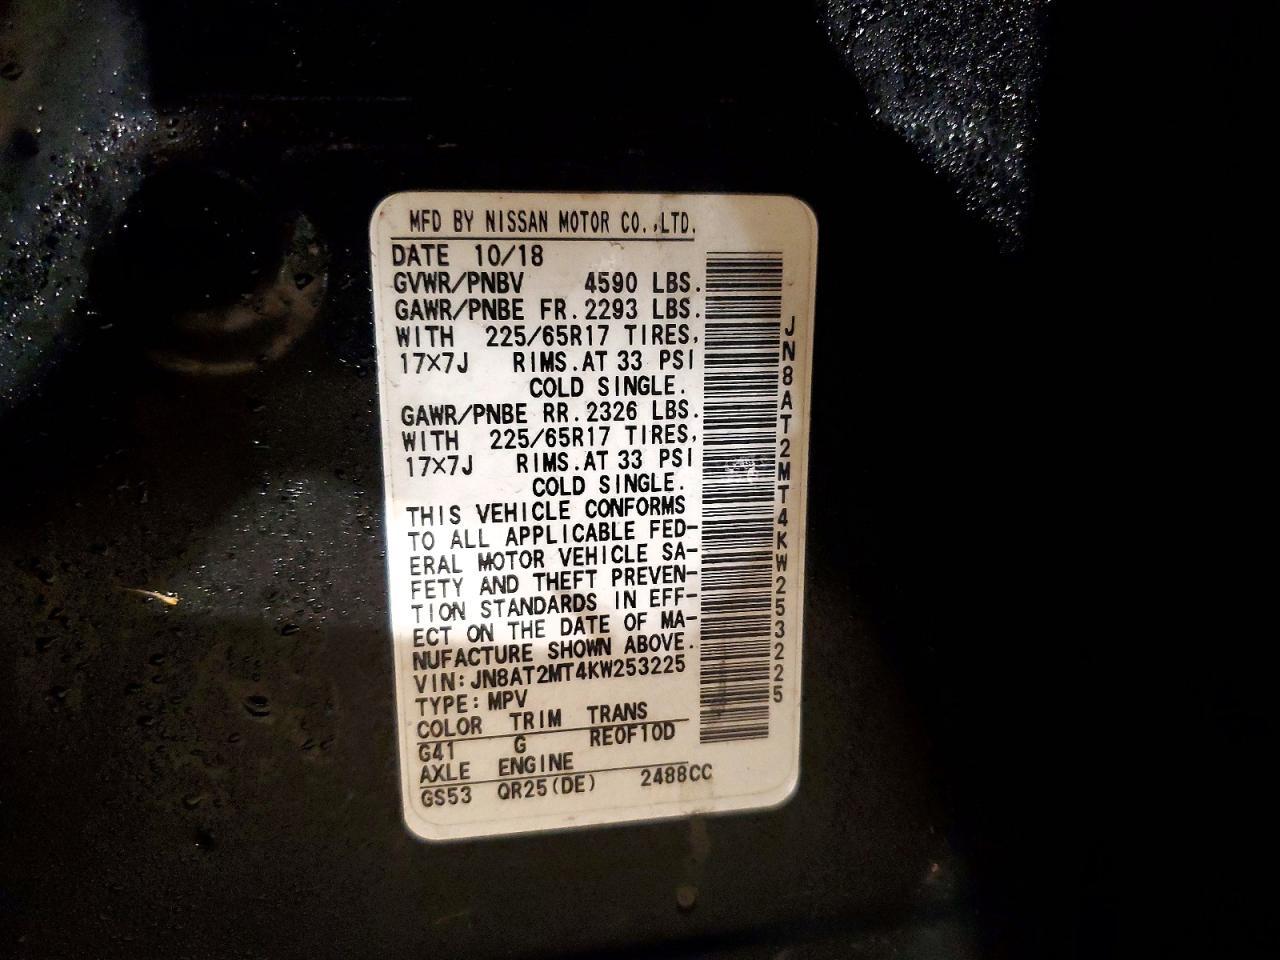 MFD BY NISSAN MOTOR CO.,LTD.
DATE 10/18
GVWR/PNBV 4590 LBS.
GAWR/PNBE FR. 2293 LBS.
WITH 225/65R17 TIRES,
17×7J RIMS.AT 33 PSI
COLD SINGLE.
GAWR/PNBE RR. 2326 LBS.
WITH 225/65R17 TIRES,
17×7J RIMS.AT 33 PSI
COLD SINGLE.
THIS VEHICLE CONFORMS
TO ALL APPLICABLE FED-
ERAL MOTOR VEHICLE SA-
FETY AND THEFT PREVEN-
TION STANDARDS IN EFF-
ECT ON THE DATE OF MA-
NUFACTURE SHOWN ABOVE.
VIN: JN8AT2MT4KW253225
TYPE: MPV
COLOR TRIM TRANS
G41 G RE0F10D
AXLE ENGINE
GS53 QR25(DE) 2488CC
JN8AT2MT4KW253225